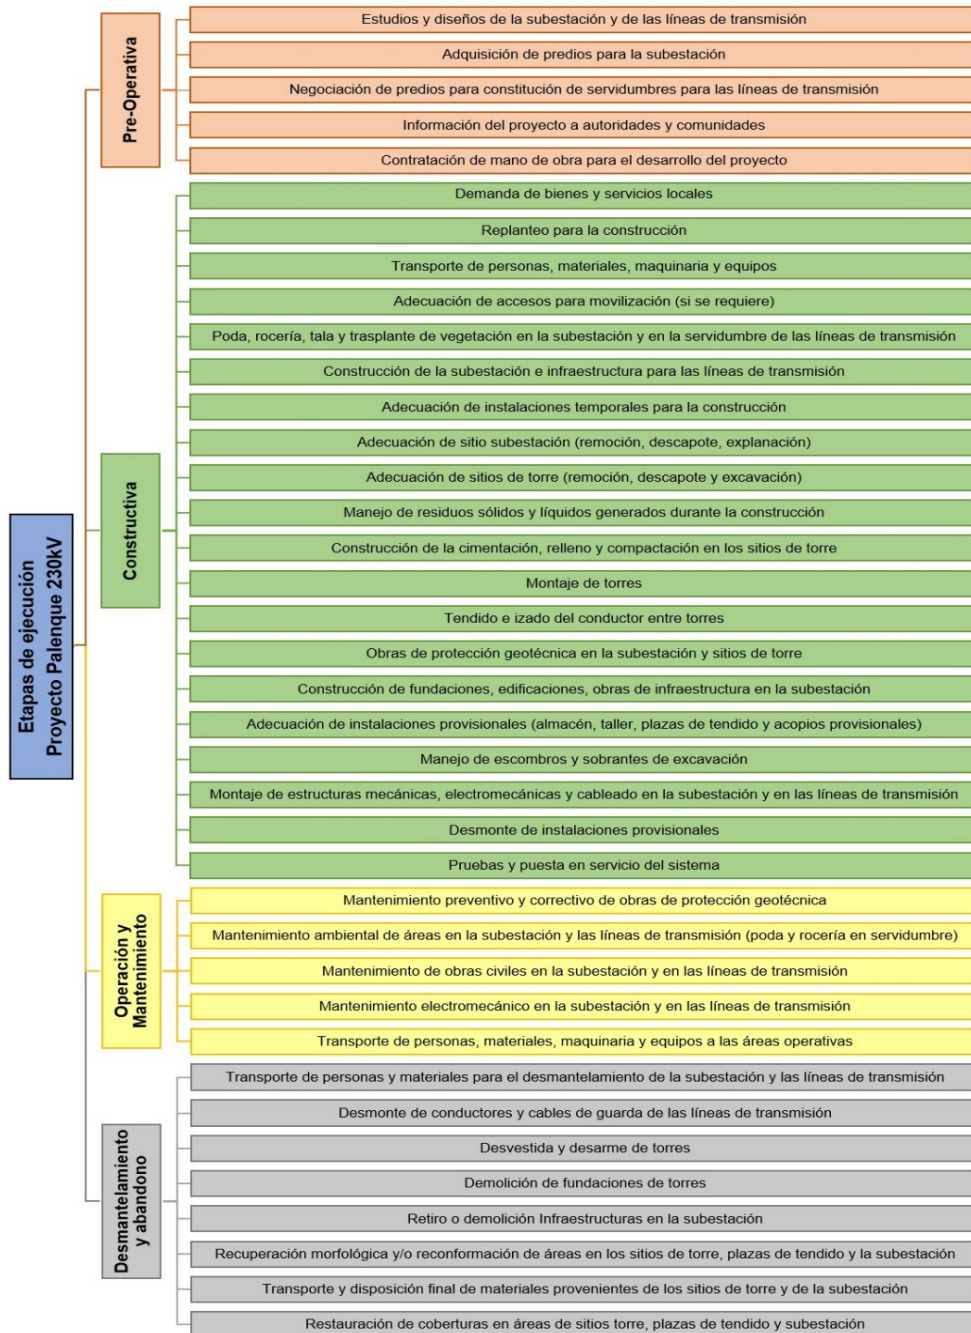 Etapas de ejecución
Proyecto Palenque 230kV
Pre-Operativa
Estudios y diseños de la subestación y de las líneas de transmisión
Adquisición de predios para la subestación
Negociación de predios para constitución de servidumbres para las líneas de transmisión
Información del proyecto a autoridades y comunidades
Contratación de mano de obra para el desarrollo del proyecto
Constructiva
Demanda de bienes y servicios locales
Replanteo para la construcción
Transporte de personas, materiales, maquinaria y equipos
Adecuación de accesos para movilización (si se requiere)
Poda, rocería, tala y trasplante de vegetación en la subestación y en la servidumbre de las líneas de transmisión
Construcción de la subestación e infraestructura para las líneas de transmisión
Adecuación de instalaciones temporales para la construcción
Adecuación de sitio subestación (remoción, descapote, explanación)
Adecuación de sitios de torre (remoción, descapote y excavación)
Manejo de residuos sólidos y líquidos generados durante la construcción
Construcción de la cimentación, relleno y compactación en los sitios de torre
Montaje de torres
Tendido e izado del conductor entre torres
Obras de protección geotécnica en la subestación y sitios de torre
Construcción de fundaciones, edificaciones, obras de infraestructura en la subestación
Adecuación de instalaciones provisionales (almacén, taller, plazas de tendido y acopios provisionales)
Manejo de escombros y sobrantes de excavación
Montaje de estructuras mecánicas, electromecánicas y cableado en la subestación y en las líneas de transmisión
Desmonte de instalaciones provisionales
Pruebas y puesta en servicio del sistema
Operación y
Mantenimiento
Mantenimiento preventivo y correctivo de obras de protección geotécnica
Mantenimiento ambiental de áreas en la subestación y las líneas de transmisión (poda y rocería en servidumbre)
Mantenimiento de obras civiles en la subestación y en las líneas de transmisión
Mantenimiento electromecánico en la subestación y en las líneas de transmisión
Transporte de personas, materiales, maquinaria y equipos a las áreas operativas
Desmantelamiento
y abandono
Transporte de personas y materiales para el desmantelamiento de la subestación y las líneas de transmisión
Desmonte de conductores y cables de guarda de las líneas de transmisión
Desvestida y desarme de torres
Demolición de fundaciones de torres
Retiro o demolición Infraestructuras en la subestación
Recuperación morfológica y/o reconformación de áreas en los sitios de torre, plazas de tendido y la subestación
Transporte y disposición final de materiales provenientes de los sitios de torre y de la subestación
Restauración de coberturas en áreas de sitios torre, plazas de tendido y subestación